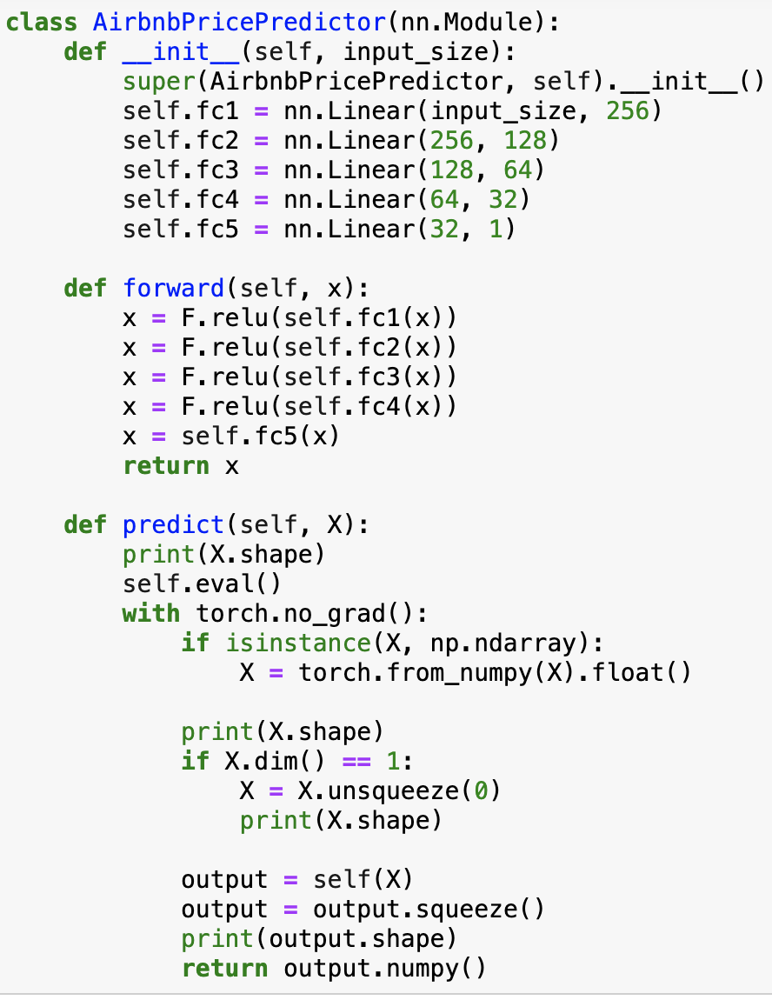 class AirbnbPricePredictor(nn.Module):
    def __init__(self, input_size):
        super(AirbnbPricePredictor, self).__init__()
        self.fc1 = nn.Linear(input_size, 256)
        self.fc2 = nn.Linear(256, 128)
        self.fc3 = nn.Linear(128, 64)
        self.fc4 = nn.Linear(64, 32)
        self.fc5 = nn.Linear(32, 1)

    def forward(self, x):
        x = F.relu(self.fc1(x))
        x = F.relu(self.fc2(x))
        x = F.relu(self.fc3(x))
        x = F.relu(self.fc4(x))
        x = self.fc5(x)
        return x

    def predict(self, X):
        print(X.shape)
        self.eval()
        with torch.no_grad():
            if isinstance(X, np.ndarray):
                X = torch.from_numpy(X).float()

            print(X.shape)
            if X.dim() == 1:
                X = X.unsqueeze(0)
                print(X.shape)

            output = self(X)
            output = output.squeeze()
            print(output.shape)
            return output.numpy()